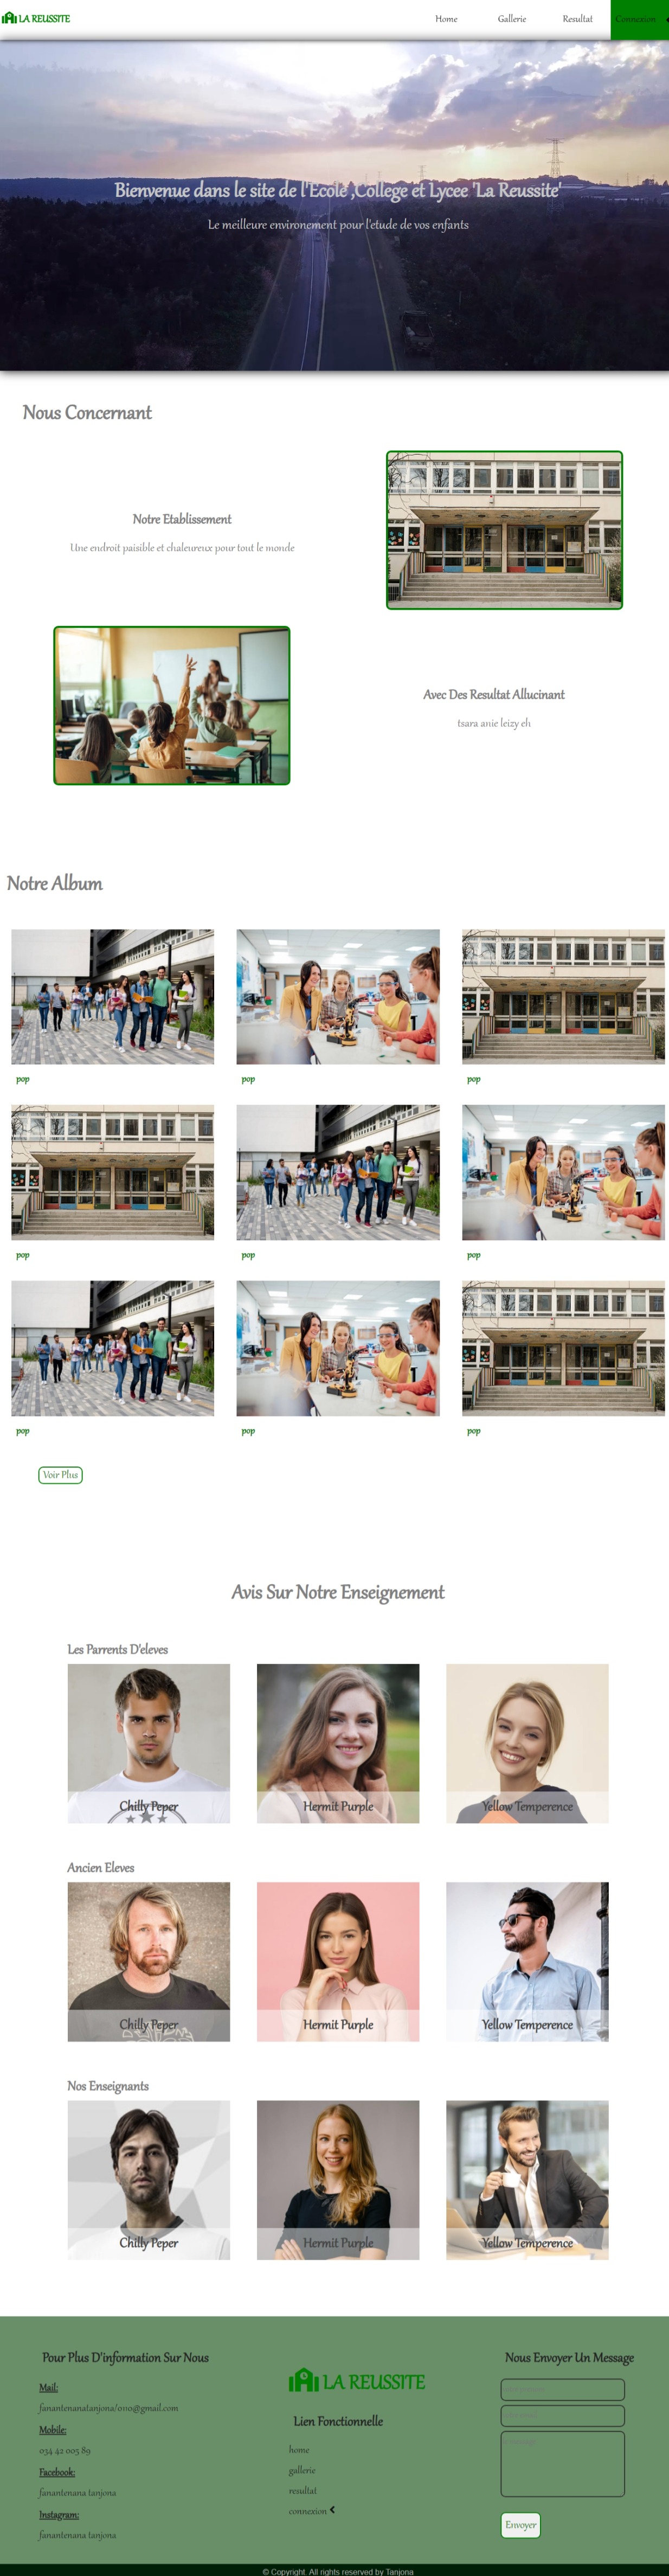 LA REUSSITE
Home Gallerie Resultat Connexion
Bienvenue dans le site de l'Ecole ,College et Lycee 'La Reussite'
Le meilleure environement pour l'etude de vos enfants
Nous Concernant
Notre Etablissement
Une endroit paisible et chaleureux pour tout le monde
Avec Des Resultat Allucinant
tsara anie leizy eh
Notre Album
pop pop pop
pop pop pop
pop pop pop
Voir Plus
Avis Sur Notre Enseignement
Les Parrents D'eleves
Chilly Peper Hermit Purple Yellow Temperence
Ancien Eleves
Chilly Peper Hermit Purple Yellow Temperence
Nos Enseignants
Chilly Peper Hermit Purple Yellow Temperence
Pour Plus D'information Sur Nous
Mail:
fanantenanatanjona7010@gmail.com
Mobile:
034 42 005 89
Facebook:
fanantenana tanjona
Instagram:
fanantenana tanjona
LA REUSSITE
Lien Fonctionnelle
home
gallerie
resultat
connexion
Nous Envoyer Un Message
Envoyer
© Copyright. All rights reserved by Tanjona